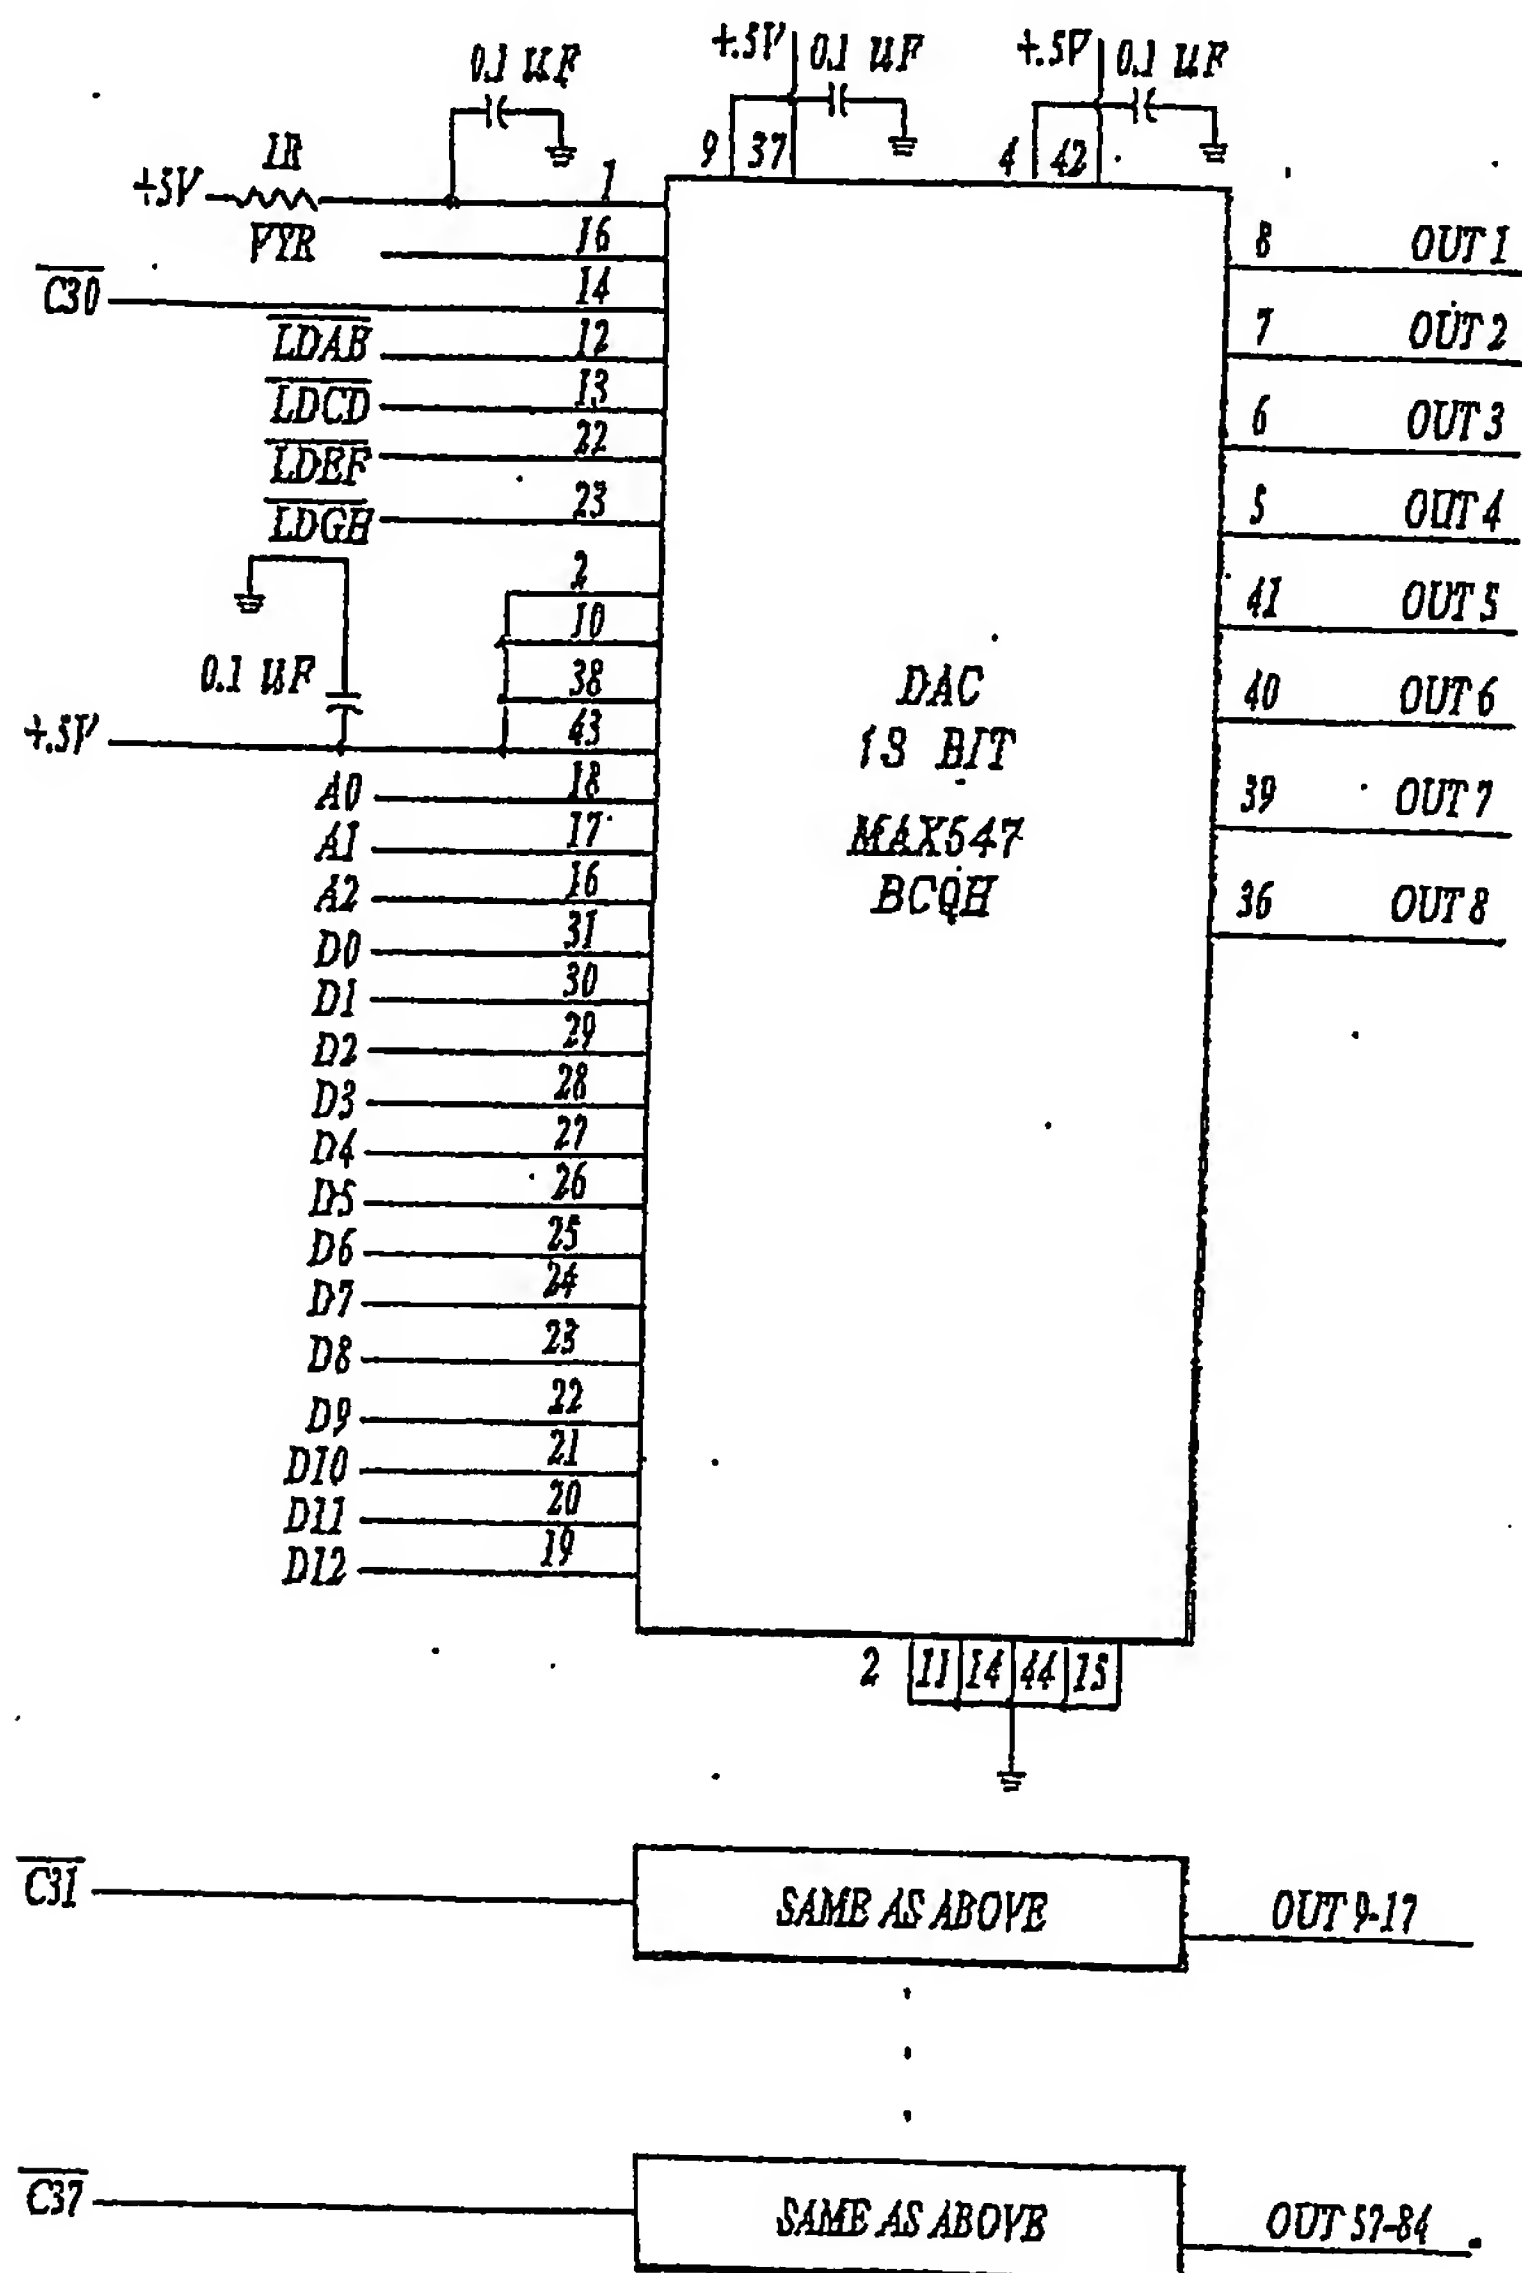 0.1 uF
+.5V
0.1 uF
+.5V
0.1 uF
9
37
4
42
1R
+5V
1
VYR
16
C30
14
LDAB
12
LDCD
13
LDEF
22
LDGH
23
2
10
0.1 uF
38
+.5V
43
A0
18
A1
17
A2
16
D0
31
D1
30
D2
29
D3
28
D4
27
D5
26
D6
25
D7
24
D8
23
D9
22
D10
21
D11
20
D12
19
DAC
13 BIT
MAX547
BCQH
8 OUT 1
7 OUT 2
6 OUT 3
5 OUT 4
41 OUT 5
40 OUT 6
39 OUT 7
36 OUT 8
2 11 14 44 15
C31
SAME AS ABOVE
OUT 9-17
C37
SAME AS ABOVE
OUT 57-84